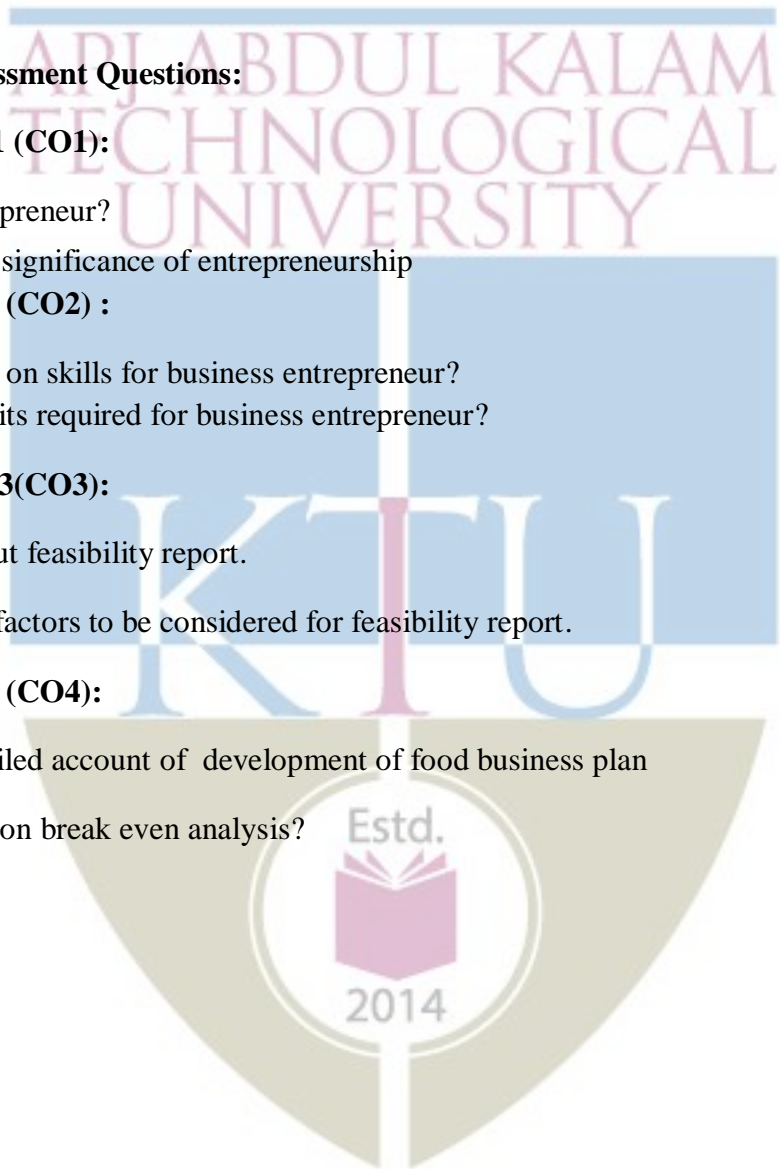 APJ ABDUL KALAM
TECHNOLOGICAL
UNIVERSITY
ssment Questions:
1 (CO1):
preneur?
significance of entrepreneurship
(CO2) :
on skills for business entrepreneur?
its required for business entrepreneur?
3(CO3):
ut feasibility report.
factors to be considered for feasibility report.
(CO4):
iled account of development of food business plan
on break even analysis?
KTU
Estd.
2014